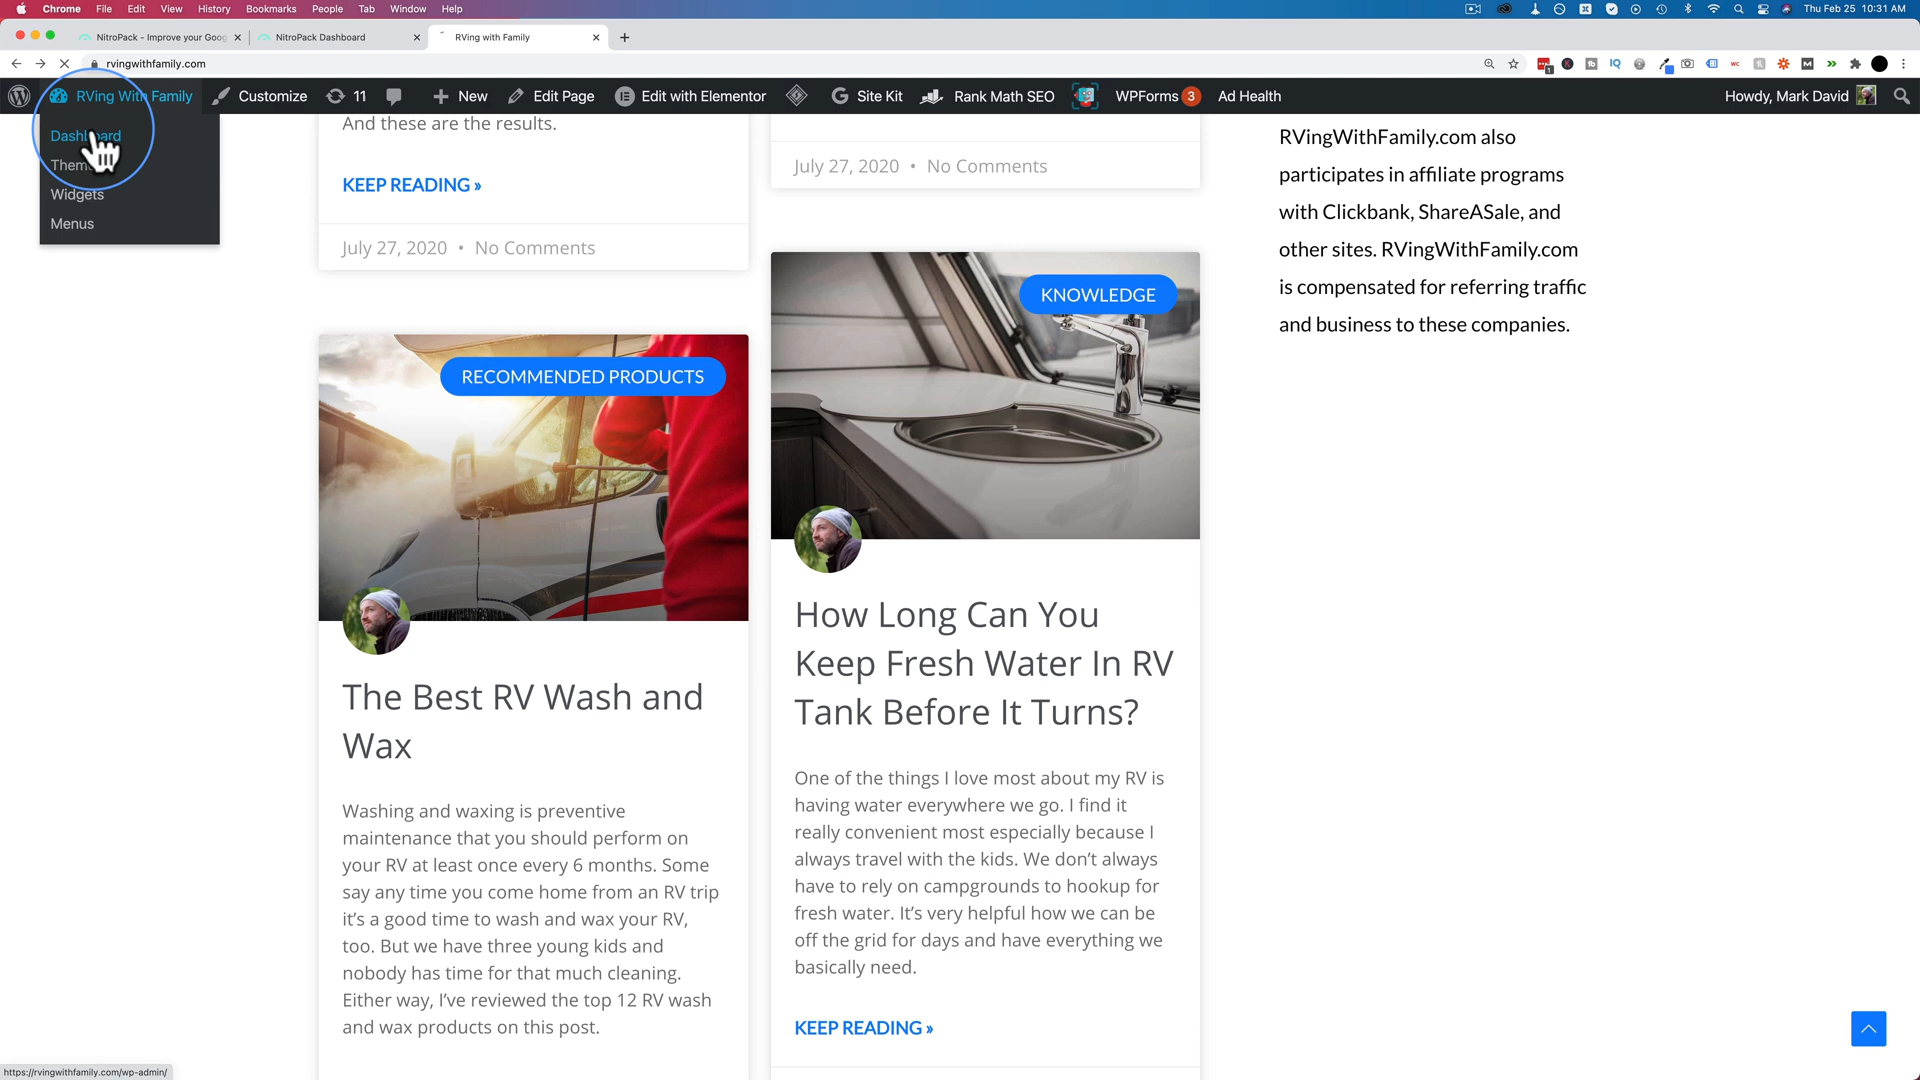 Chrome File Edit View History Bookmarks People Tab Window Help Thu Feb 25 10:31 AM
NitroPack - Improve your Goog NitroPack Dashboard RVing with Family
rvingwithfamily.com
RVing With Family Customize 11 New Edit Page Edit with Elementor Site Kit Rank Math SEO WPForms 3 Ad Health Howdy, Mark David
Dashboard
Them
Widgets
Menus
And these are the results.
KEEP READING »
July 27, 2020 • No Comments
RECOMMENDED PRODUCTS
The Best RV Wash and
Wax
Washing and waxing is preventive
maintenance that you should perform on
your RV at least once every 6 months. Some
say any time you come home from an RV trip
it's a good time to wash and wax your RV,
too. But we have three young kids and
nobody has time for that much cleaning.
Either way, I've reviewed the top 12 RV wash
and wax products on this post.
July 27, 2020 • No Comments
KNOWLEDGE
How Long Can You
Keep Fresh Water In RV
Tank Before It Turns?
One of the things I love most about my RV is
having water everywhere we go. I find it
really convenient most especially because I
always travel with the kids. We don't always
have to rely on campgrounds to hookup for
fresh water. It's very helpful how we can be
off the grid for days and have everything we
basically need.
KEEP READING »
RVingWithFamily.com also
participates in affiliate programs
with Clickbank, ShareASale, and
other sites. RVingWithFamily.com
is compensated for referring traffic
and business to these companies.
https://rvingwithfamily.com/wp-admin/